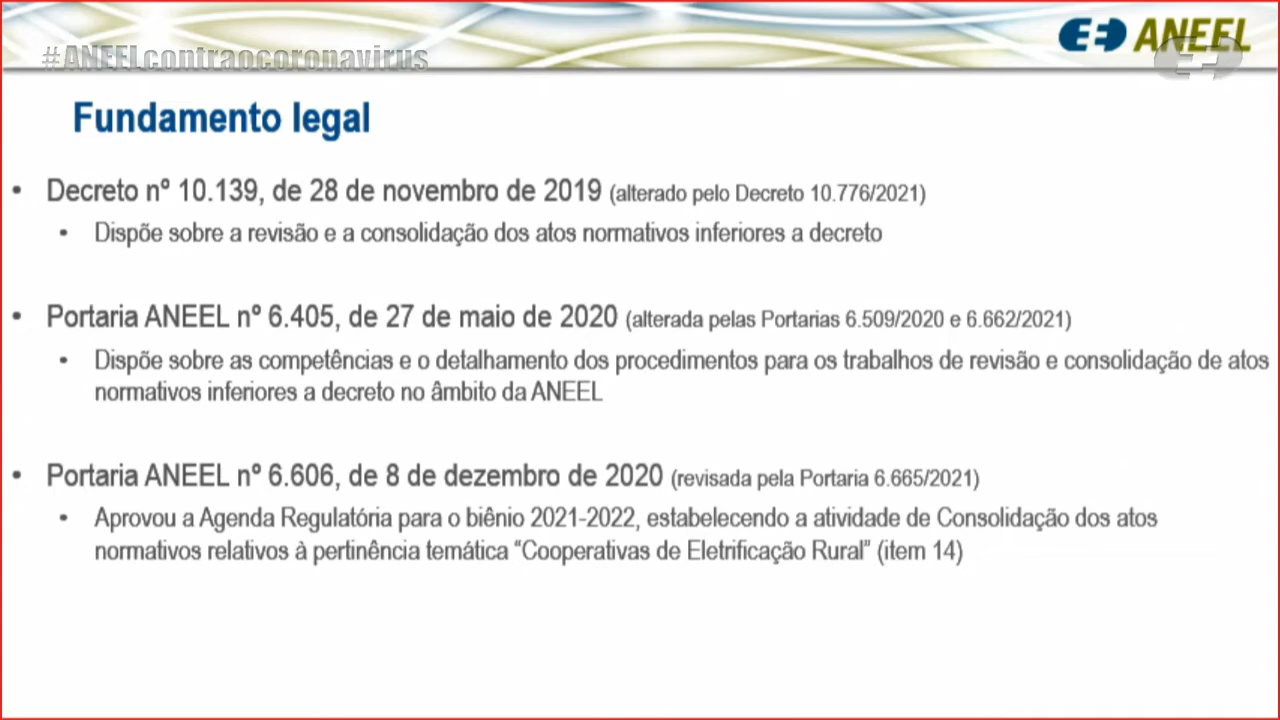 #ANEELcontraocoronavirus
ANEEL
Fundamento legal
• Decreto nº 10.139, de 28 de novembro de 2019 (alterado pelo Decreto 10.776/2021)
• Dispõe sobre a revisão e a consolidação dos atos normativos inferiores a decreto
• Portaria ANEEL nº 6.405, de 27 de maio de 2020 (alterada pelas Portarias 6.509/2020 e 6.662/2021)
• Dispõe sobre as competências e o detalhamento dos procedimentos para os trabalhos de revisão e consolidação de atos
normativos inferiores a decreto no âmbito da ANEEL
• Portaria ANEEL nº 6.606, de 8 de dezembro de 2020 (revisada pela Portaria 6.665/2021)
• Aprovou a Agenda Regulatória para o biênio 2021-2022, estabelecendo a atividade de Consolidação dos atos
normativos relativos à pertinência temática “Cooperativas de Eletrificação Rural” (item 14)